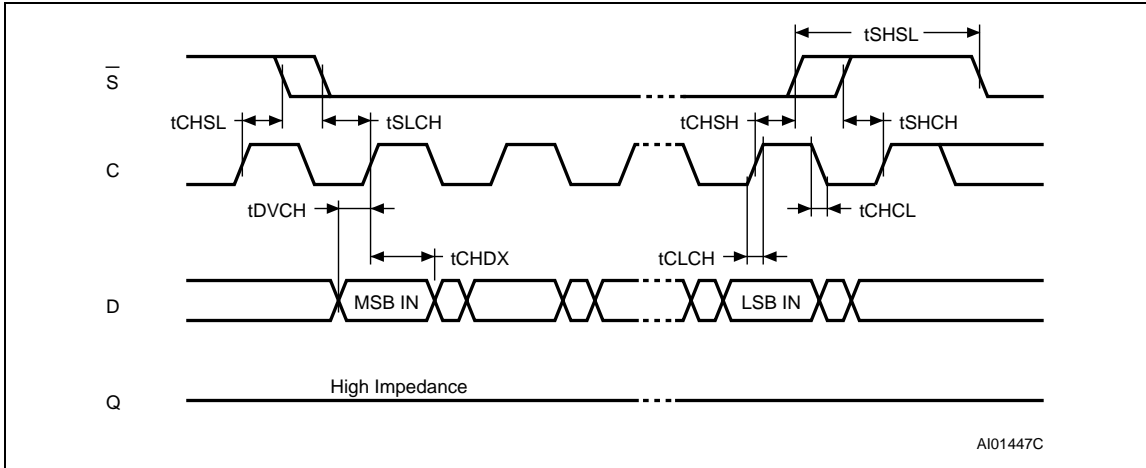 tSHSL
S̅
tCHSL
tSLCH
tCHSH
tSHCH
C
tDVCH
tCHCL
tCHDX
tCLCH
D
MSB IN
LSB IN
High Impedance
Q
AI01447C